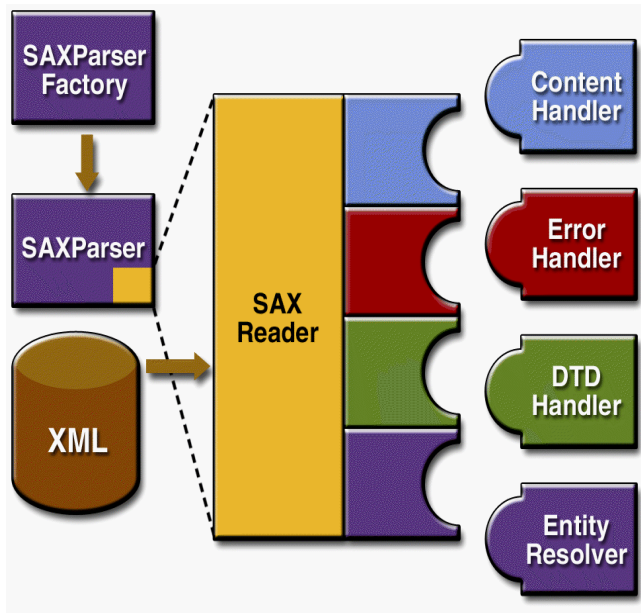 SAXParser
Factory
SAXParser
XML
SAX
Reader
Content
Handler
Error
Handler
DTD
Handler
Entity
Resolver